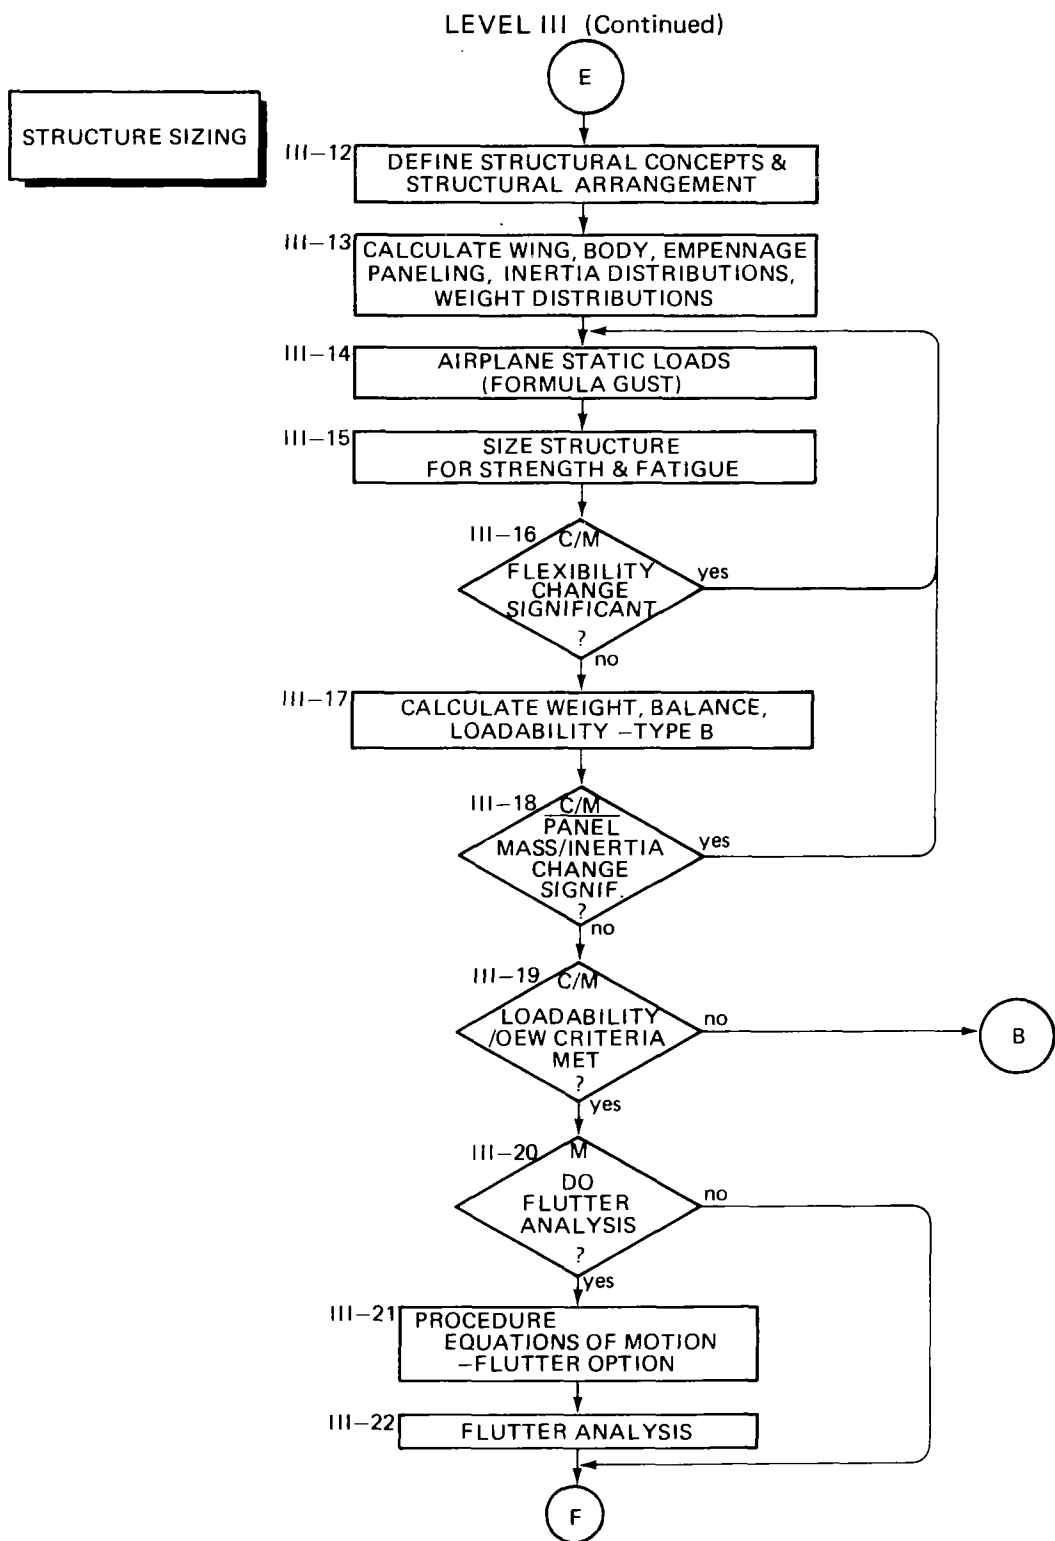 LEVEL III (Continued)
E
STRUCTURE SIZING
III-12
DEFINE STRUCTURAL CONCEPTS &
STRUCTURAL ARRANGEMENT
III-13
CALCULATE WING, BODY, EMPENNAGE
PANELING, INERTIA DISTRIBUTIONS,
WEIGHT DISTRIBUTIONS
III-14
AIRPLANE STATIC LOADS
(FORMULA GUST)
III-15
SIZE STRUCTURE
FOR STRENGTH & FATIGUE
III-16
C/M
FLEXIBILITY
CHANGE
SIGNIFICANT
?
yes
no
III-17
CALCULATE WEIGHT, BALANCE,
LOADABILITY -TYPE B
III-18
C/M
PANEL
MASS/INERTIA
CHANGE
SIGNIF.
?
yes
no
III-19
C/M
LOADABILITY
/OEW CRITERIA
MET
?
no
B
yes
III-20
M
DO
FLUTTER
ANALYSIS
?
no
yes
III-21
PROCEDURE
EQUATIONS OF MOTION
-FLUTTER OPTION
III-22
FLUTTER ANALYSIS
F